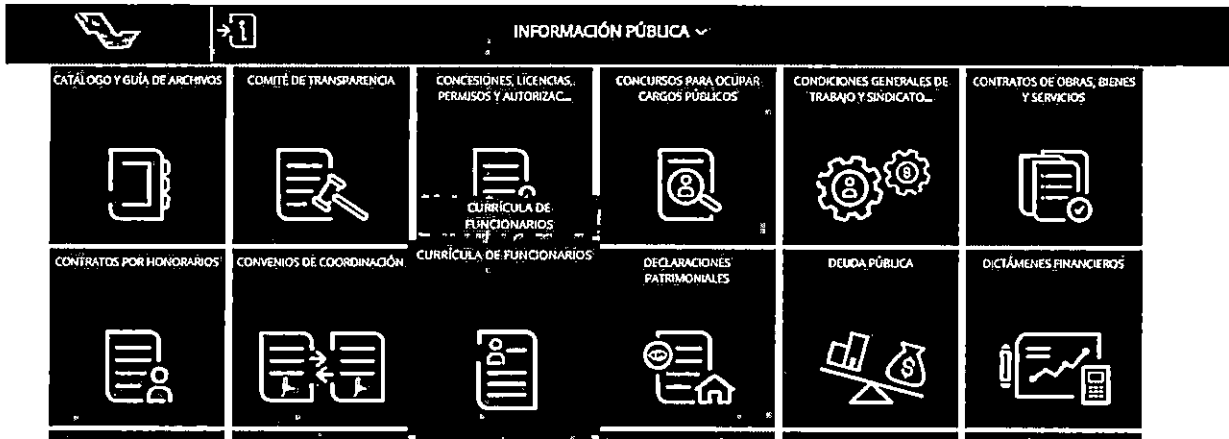 INFORMACIÓN PÚBLICA
CATÁLOGO Y GUÍA DE ARCHIVOS
COMITÉ DE TRANSPARENCIA
CONCESIONES, LICENCIAS,
PERMISOS Y AUTORIZAC...
CONCURSOS PARA OCUPAR
CARGOS PÚBLICOS
CONDICIONES GENERALES DE
TRABAJO Y SINDICATO...
CONTRATOS DE OBRAS, BIENES
Y SERVICIOS
CURRÍCULA DE
FUNCIONARIOS
CONTRATOS POR HONORARIOS
CONVENIOS DE COORDINACIÓN
CURRÍCULA DE FUNCIONARIOS
DECLARACIONES
PATRIMONIALES
DEUDA PÚBLICA
DICTÁMENES FINANCIEROS